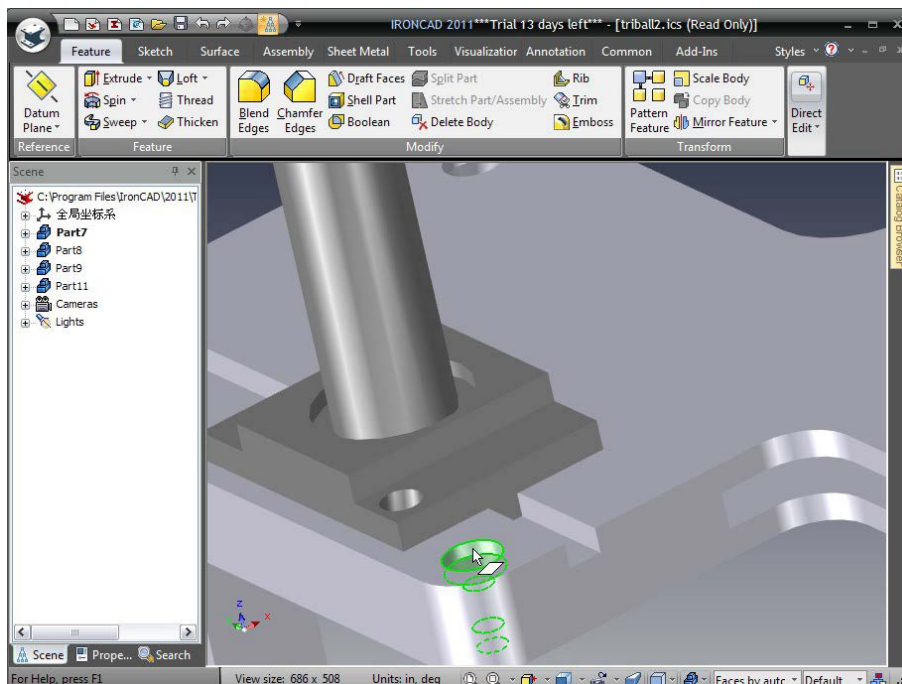 IRONCAD 2011***Trial 13 days left*** - [triball2.ics (Read Only)]
Feature Sketch Surface Assembly Sheet Metal Tools Visualization Annotation Common Add-Ins Styles
Extrude Loft Draft Faces Split Part Rib Scale Body
Spin Thread Shell Part Stretch Part/Assembly Trim Copy Body
Sweep Thicken Boolean Delete Body Emboss Mirror Feature
Datum Plane Blend Edges Chamfer Edges Pattern Feature Direct Edit
Reference Feature Modify Transform
Scene
C:\Program Files\IronCAD\2011\T
全局坐标系
Part7
Part8
Part9
Part11
Cameras
Lights
Catalog Browser
z
x
Scene Prope... Search
For Help, press F1 View size: 686 x 508 Units: in, deg Faces by autc Default